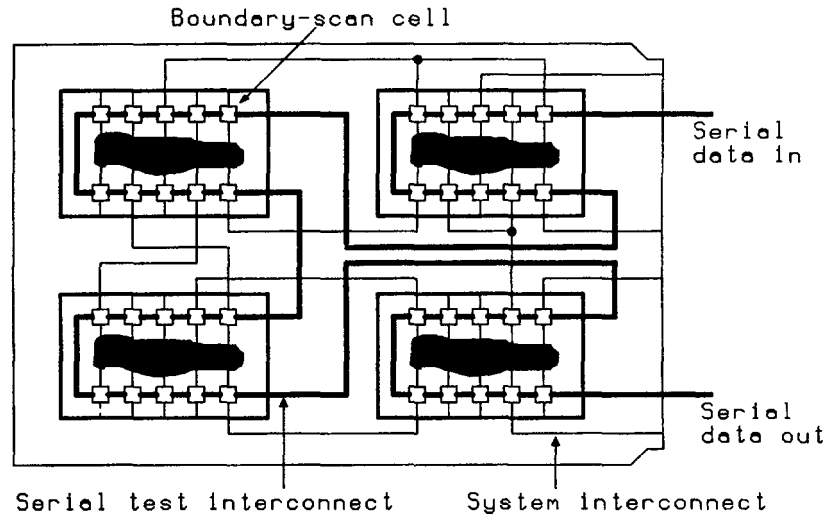 Boundary-scan cell
Serial
data in
Serial
data out
Serial test interconnect
System interconnect